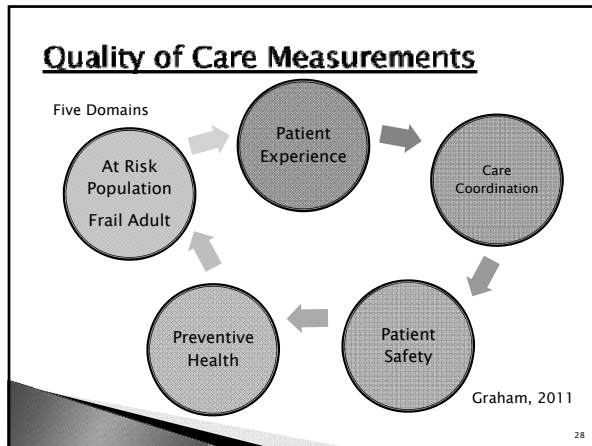 Quality of Care Measurements
Five Domains
Patient
Experience
Care
Coordination
Patient
Safety
Preventive
Health
At Risk
Population
Frail Adult
Graham, 2011
28